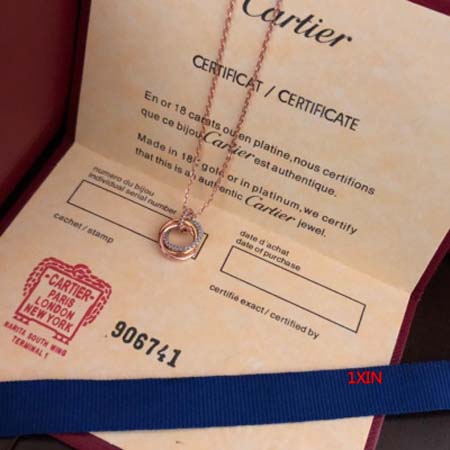 Cartier
CERTIFICAT / CERTIFICATE
En or 18 carats ou en platine, nous certifions
que ce bijou Cartier est authentique.
Made in 18k gold or in platinum, we certify
that this is an authentic Cartier jewel.
numéro du bijou
individual serial number
cachet / stamp
date d'achat
date of purchase
certifié exact / certified by
CARTIER
PARIS
LONDON
NEW YORK
NARITA SOUTH WING
TERMINAL 1
906741
1XIN